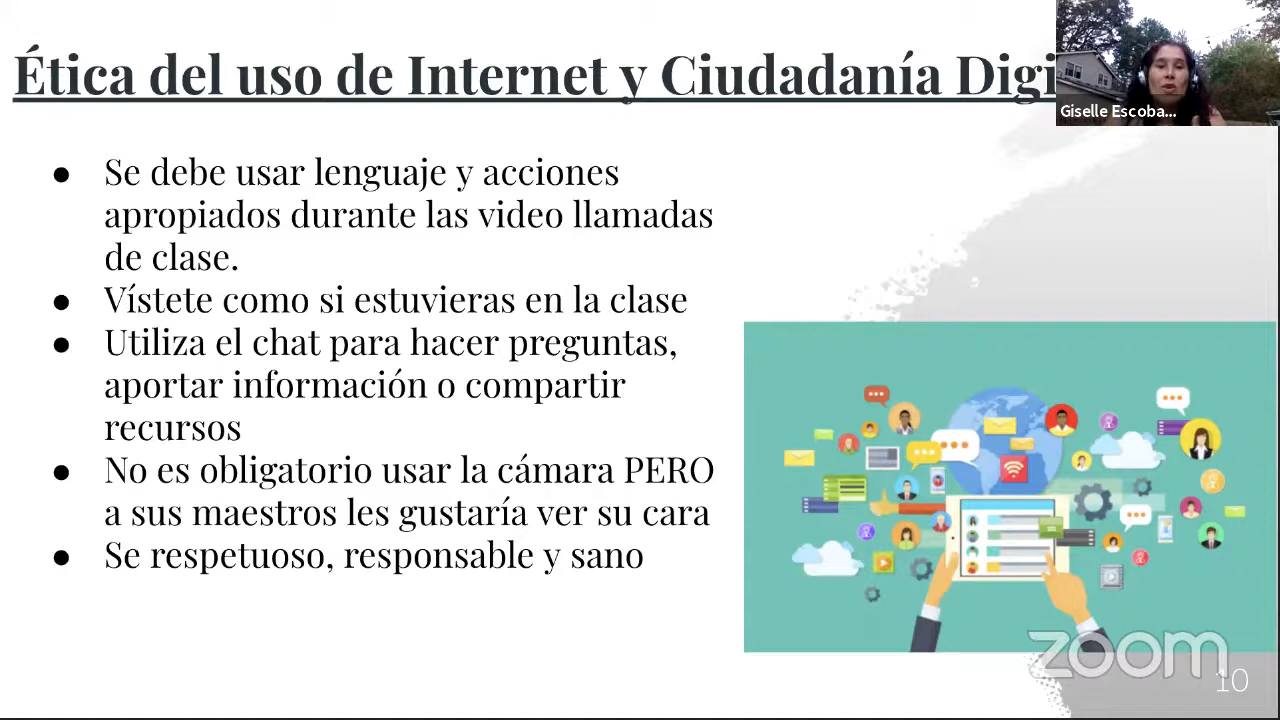 Ética del uso de Internet y Ciudadanía Digi
Giselle Escoba...
● Se debe usar lenguaje y acciones
apropiados durante las video llamadas
de clase.
● Vístete como si estuvieras en la clase
● Utiliza el chat para hacer preguntas,
aportar información o compartir
recursos
● No es obligatorio usar la cámara PERO
a sus maestros les gustaría ver su cara
● Se respetuoso, responsable y sano
zoom
10